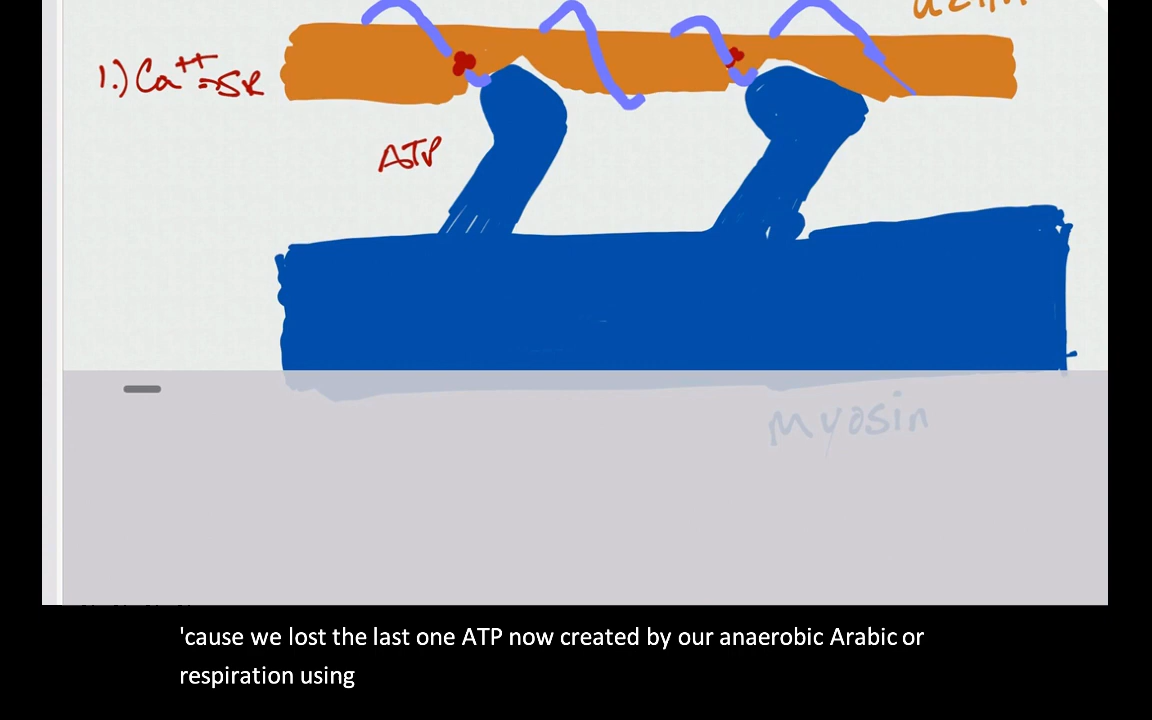 actin
1.) Ca++ → SR
ATP
Myosin
'cause we lost the last one ATP now created by our anaerobic Arabic or
respiration using